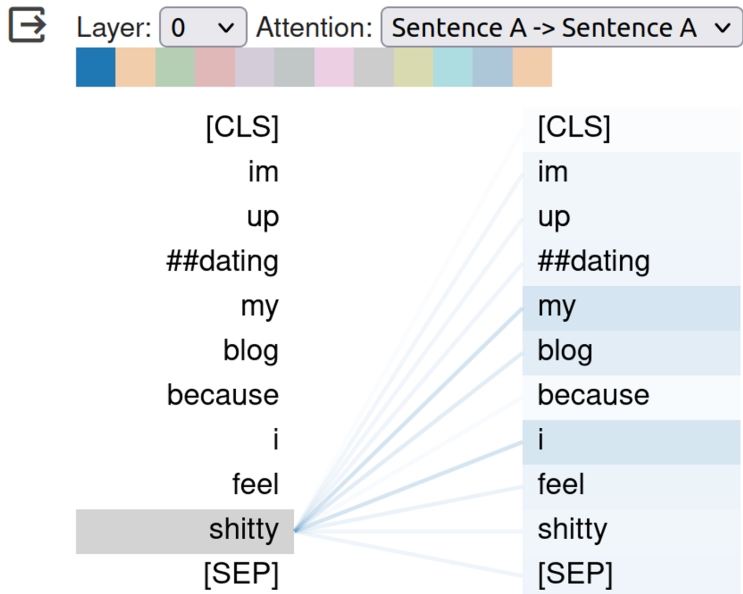 Layer: 0 Attention: Sentence A -> Sentence A
[CLS] [CLS]
im im
up up
##dating ##dating
my my
blog blog
because because
i i
feel feel
shitty shitty
[SEP] [SEP]